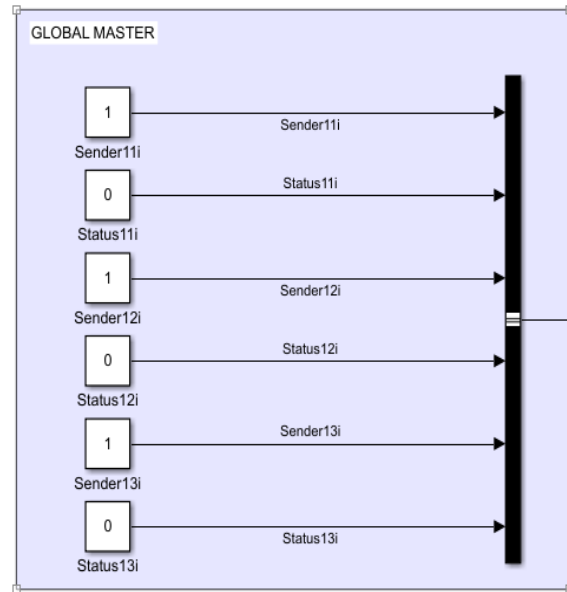 GLOBAL MASTER
1
Sender11i
Sender11i
0
Status11i
Status11i
1
Sender12i
Sender12i
0
Status12i
Status12i
1
Sender13i
Sender13i
0
Status13i
Status13i